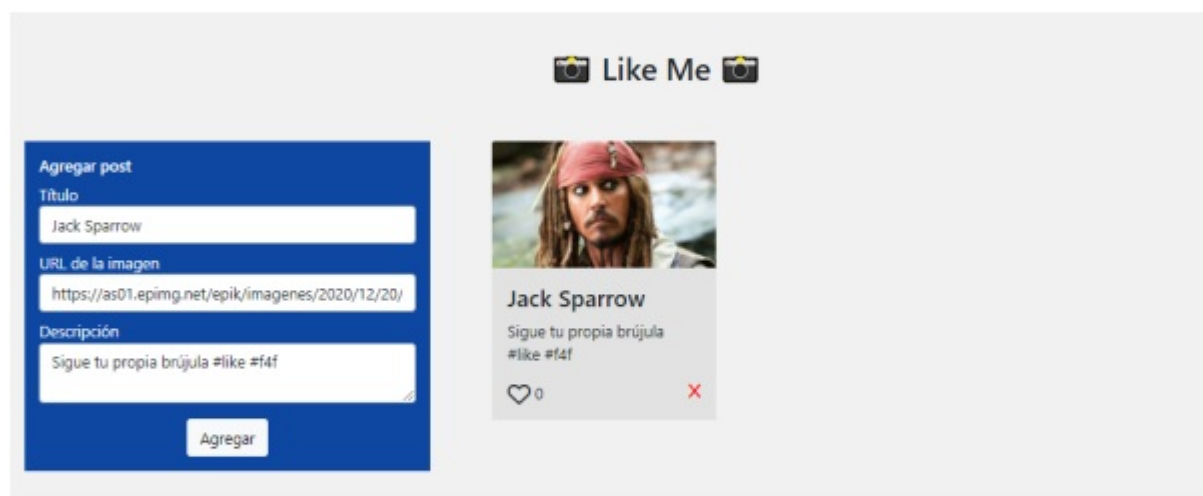 Like Me
Agregar post
Título
Jack Sparrow
URL de la imagen
https://as01.epimg.net/epik/imagenes/2020/12/20/
Descripción
Sigue tu propia brújula #like #f4f
Agregar
Jack Sparrow
Sigue tu propia brújula
#like #f4f
0